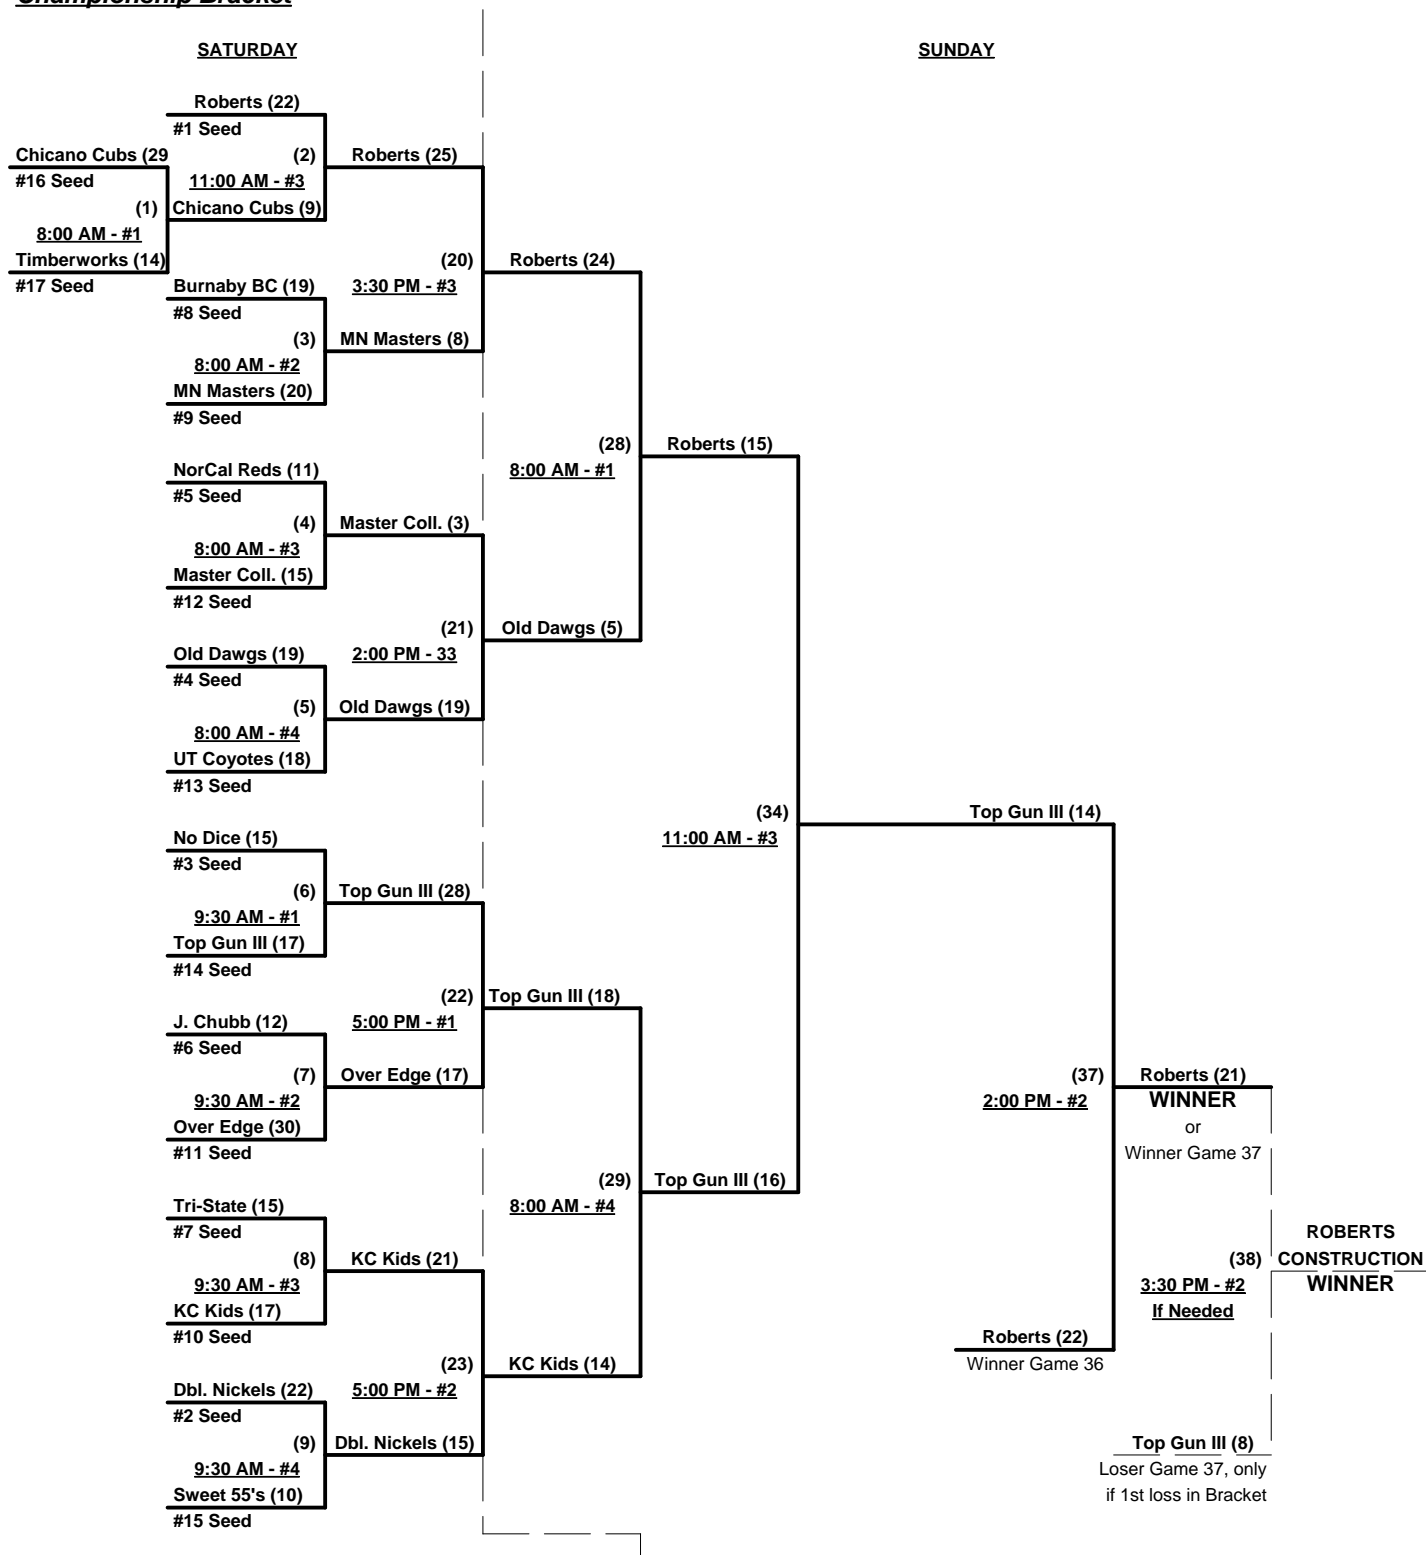 Championship Bracket
SATURDAY
SUNDAY
Roberts (22)
#1 Seed
Chicano Cubs (29
(2)
Roberts (25)
#16 Seed
11:00 AM - #3
(1)
Chicano Cubs (9)
8:00 AM - #1
Timberworks (14)
(20)
Roberts (24)
#17 Seed
Burnaby BC (19)
3:30 PM - #3
#8 Seed
(3)
MN Masters (8)
8:00 AM - #2
MN Masters (20)
#9 Seed
(28)
Roberts (15)
NorCal Reds (11)
8:00 AM - #1
#5 Seed
(4)
Master Coll. (3)
8:00 AM - #3
Master Coll. (15)
#12 Seed
(21)
Old Dawgs (5)
Old Dawgs (19)
2:00 PM - 33
#4 Seed
(5)
Old Dawgs (19)
8:00 AM - #4
UT Coyotes (18)
#13 Seed
(34)
Top Gun III (14)
No Dice (15)
11:00 AM - #3
#3 Seed
(6)
Top Gun III (28)
9:30 AM - #1
Top Gun III (17)
#14 Seed
(22)
Top Gun III (18)
J. Chubb (12)
5:00 PM - #1
#6 Seed
(7)
Over Edge (17)
(37)
Roberts (21)
9:30 AM - #2
2:00 PM - #2
WINNER
Over Edge (30)
or
#11 Seed
Winner Game 37
(29)
Top Gun III (16)
Tri-State (15)
8:00 AM - #4
#7 Seed
ROBERTS
(8)
KC Kids (21)
(38)
CONSTRUCTION
9:30 AM - #3
3:30 PM - #2
WINNER
KC Kids (17)
If Needed
#10 Seed
Roberts (22)
(23)
KC Kids (14)
Winner Game 36
Dbl. Nickels (22)
5:00 PM - #2
#2 Seed
(9)
Dbl. Nickels (15)
Top Gun III (8)
9:30 AM - #4
Loser Game 37, only
Sweet 55's (10)
if 1st loss in Bracket
#15 Seed